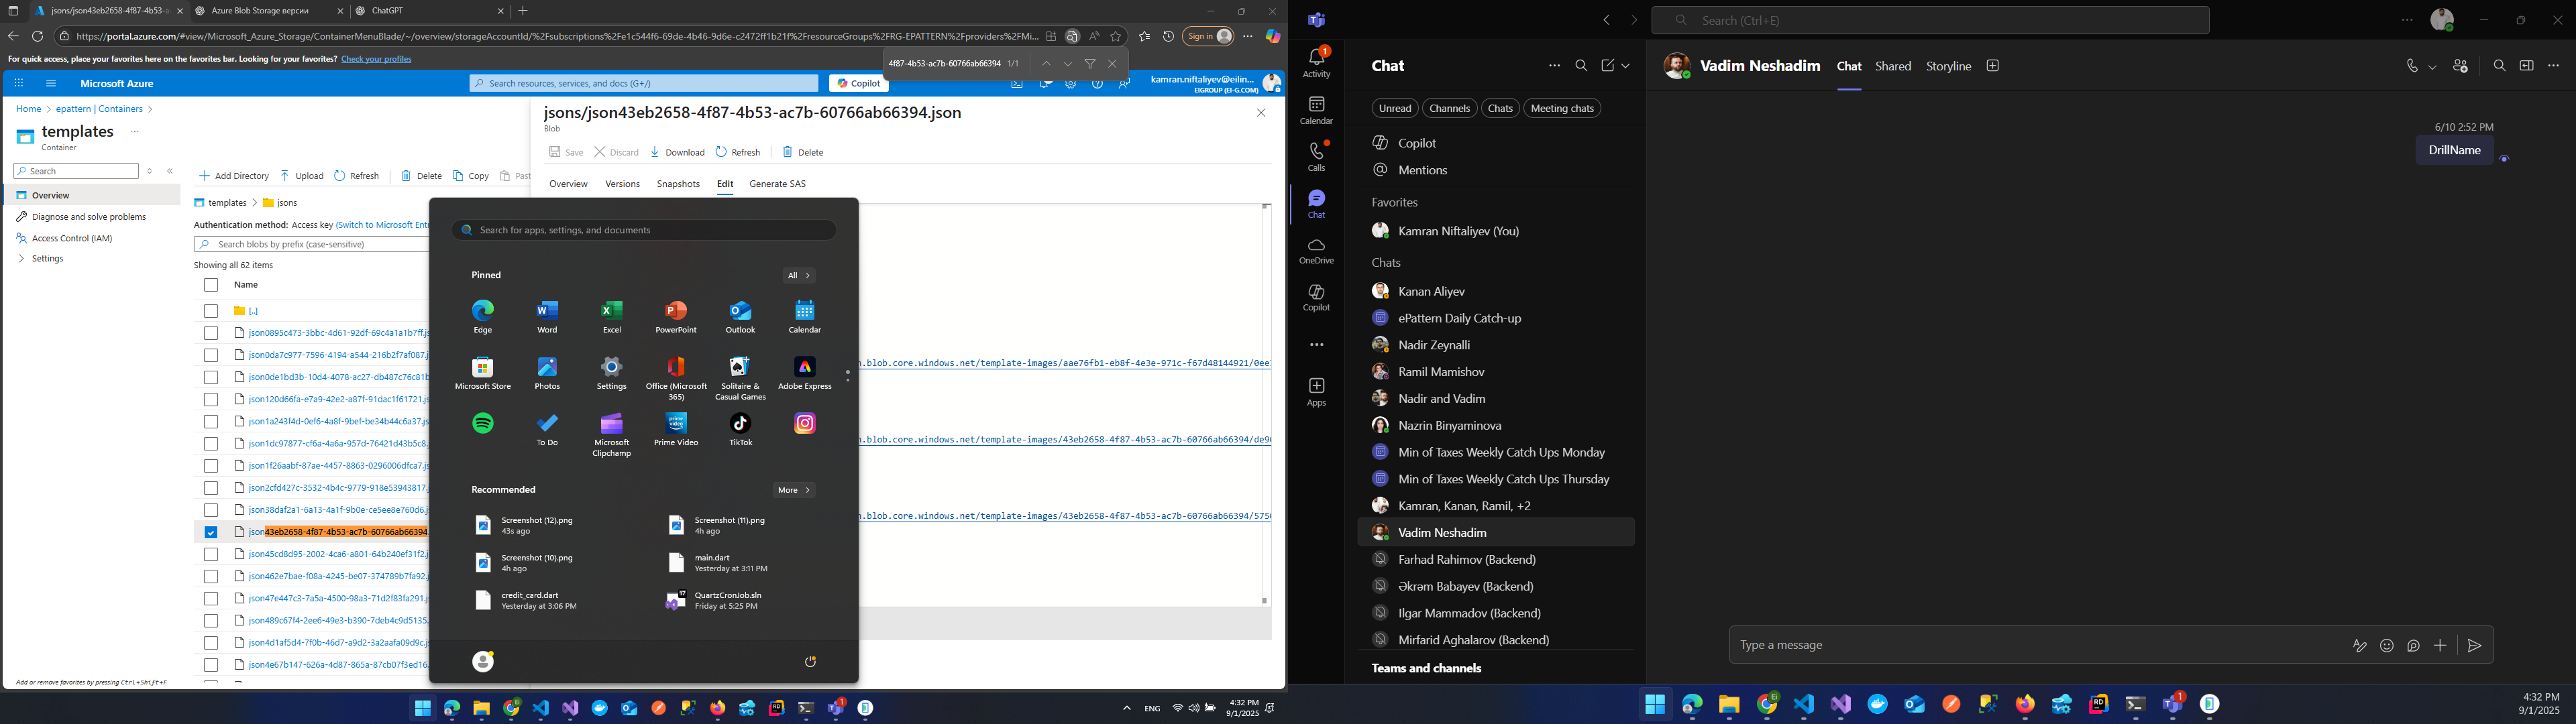 jsons/json43eb2658-4f87-4b53-ac
Azure Blob Storage версии
ChatGPT
https://portal.azure.com/#view/Microsoft_Azure_Storage/ContainerMenuBlade/~/overview/storageAccountId/%2Fsubscriptions%2Fe1c544f6-69de-4b46-9d6e-c2472ff1b21f%2FresourceGroups%2FRG-EPATTERN%2Fproviders%2FMi...
Sign in
For quick access, place your favorites here on the favorites bar. Looking for your favorites? Check your profiles
4f87-4b53-ac7b-60766ab66394 1/1
Microsoft Azure
Search resources, services, and docs (G+/)
Copilot
kamran.niftaliyev@eilin...
EIGROUP (EI-G.COM)
Home > epattern | Containers >
templates
Container
Search
Overview
Diagnose and solve problems
Access Control (IAM)
Settings
Add or remove favorites by pressing Ctrl+Shift+F
Add Directory Upload Refresh Delete Copy Past
templates > jsons
Authentication method: Access key (Switch to Microsoft Entr
Search blobs by prefix (case-sensitive)
Showing all 62 items
Name
[..]
json0895c473-3bbc-4d61-92df-69c4a1a1b7ff.js
json0da7c977-7596-4194-a544-216b2f7af087.j
json0de1bd3b-10d4-4078-ac27-db487c76c81b
json120d66fa-e7a9-42e2-a87f-91dac1f61721.js
json1a243f4d-0ef6-4a8f-9bef-be34b44c6a37.js
json1dc97877-cf6a-4a6a-957d-76421d43b5c8.j
json1f26aabf-87ae-4457-8863-0296006dfca7.js
json2cfd427c-3532-4b4c-9779-918e53943817.j
json38daf2a1-6a13-4a1f-9b0e-ce5ee8e760d6.js
json43eb2658-4f87-4b53-ac7b-60766ab66394.
json45cd8d95-2002-4ca6-a801-64b240ef31f2.j
json462e7bae-f08a-4245-be07-374789b7fa92.j
json47e447c3-7a5a-4500-98a3-71d2f83fa291.js
json489c67f4-2ee6-49e3-b390-7deb4c9d5135.
json4d1af5d4-7f0b-46d7-a9d2-3a2aafa09d9c.js
json4e67b147-626a-4d87-865a-87cb07f3ed16.
jsons/json43eb2658-4f87-4b53-ac7b-60766ab66394.json
Blob
Save Discard Download Refresh Delete
Overview Versions Snapshots Edit Generate SAS
n.blob.core.windows.net/template-images/aae76fb1-eb8f-4e3e-971c-f67d48144921/0ee
n.blob.core.windows.net/template-images/43eb2658-4f87-4b53-ac7b-60766ab66394/de9
n.blob.core.windows.net/template-images/43eb2658-4f87-4b53-ac7b-60766ab66394/575
Search for apps, settings, and documents
Pinned
All >
Edge Word Excel PowerPoint Outlook Calendar
Microsoft Store Photos Settings Office (Microsoft 365) Solitaire & Casual Games Adobe Express
To Do Microsoft Clipchamp Prime Video TikTok
Recommended
More >
Screenshot (12).png
43s ago
Screenshot (11).png
4h ago
Screenshot (10).png
4h ago
main.dart
Yesterday at 3:11 PM
credit_card.dart
Yesterday at 3:06 PM
QuartzCronJob.sln
Friday at 5:25 PM
ENG
4:32 PM
9/1/2025
Search (Ctrl+E)
Activity
Calendar
Calls
Chat
OneDrive
Copilot
Apps
Chat
Unread Channels Chats Meeting chats
Copilot
Mentions
Favorites
Kamran Niftaliyev (You)
Chats
Kanan Aliyev
ePattern Daily Catch-up
Nadir Zeynalli
Ramil Mamishov
Nadir and Vadim
Nazrin Binyaminova
Min of Taxes Weekly Catch Ups Monday
Min of Taxes Weekly Catch Ups Thursday
Kamran, Kanan, Ramil, +2
Vadim Neshadim
Farhad Rahimov (Backend)
Əkrəm Babayev (Backend)
Ilgar Mammadov (Backend)
Mirfarid Aghalarov (Backend)
Teams and channels
Vadim Neshadim Chat Shared Storyline
6/10 2:52 PM
DrillName
Type a message
4:32 PM
9/1/2025